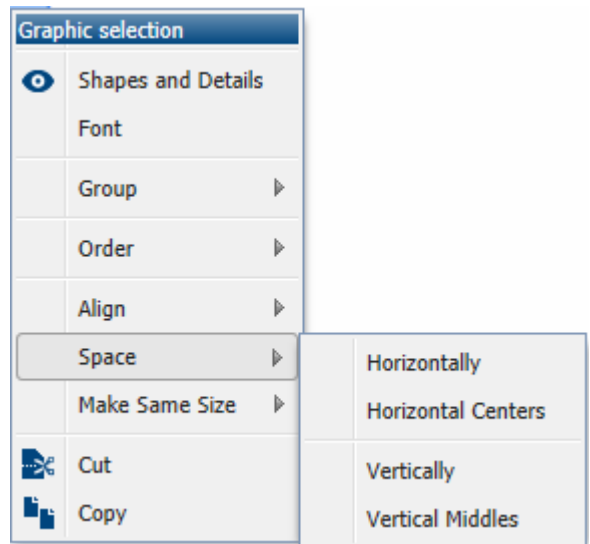 Graphic selection
Shapes and Details
Font
Group
Order
Align
Space
Make Same Size
Cut
Copy
Horizontally
Horizontal Centers
Vertically
Vertical Middles